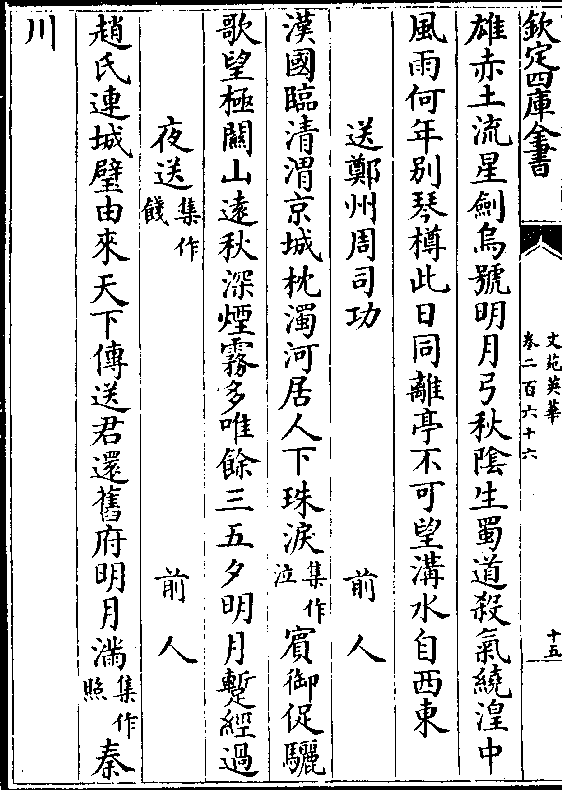 欽定四庫全書
文苑英華
卷二百六十六
十五
雄赤土流星劍烏號明月弓秋陰生蜀道殺氣繞湟中
風雨何年別琴樽此日同離亭不可望溝水自西東
送鄭州周司功 前人
漢國臨清渭京城枕濁河居人下珠淚集作泣賓御促驪
歌望極關山遠秋深煙霧多唯餘三五夕明月蹔經過
夜送集作餞 前人
趙氏連城璧由來天下傳送君還舊府明月滿集作照秦
川